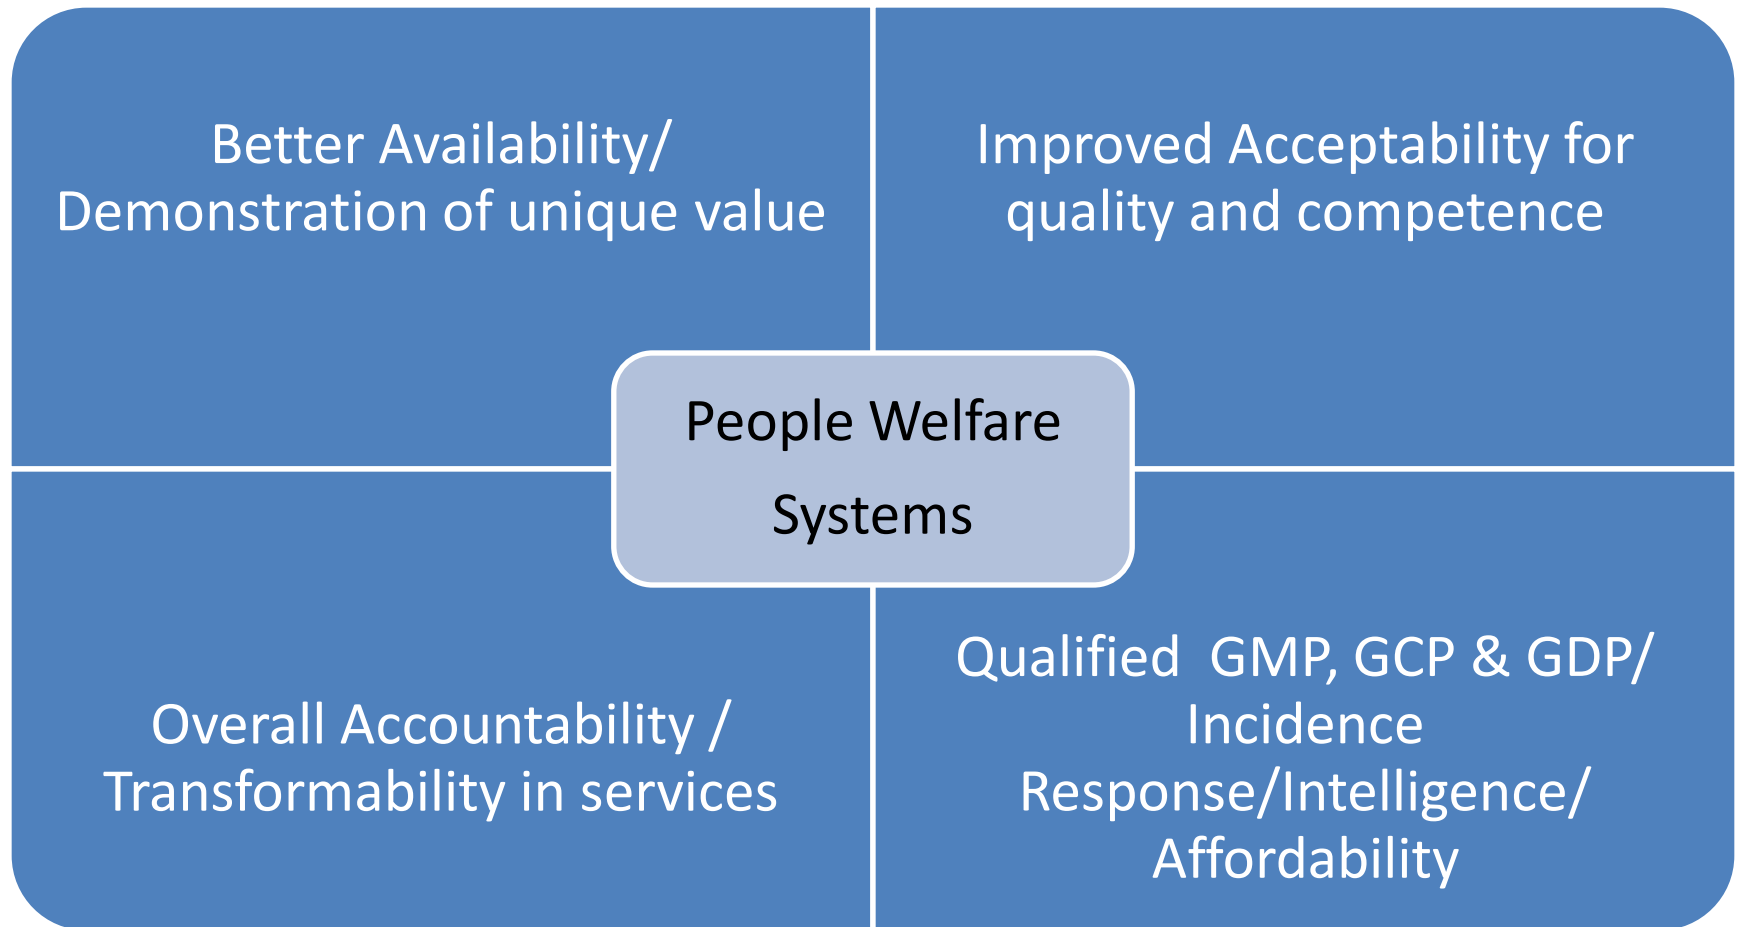 Better Availability/
Demonstration of unique value
Improved Acceptability for
quality and competence
People Welfare
Systems
Overall Accountability /
Transformability in services
Qualified  GMP, GCP & GDP/
Incidence
Response/Intelligence/
Affordability